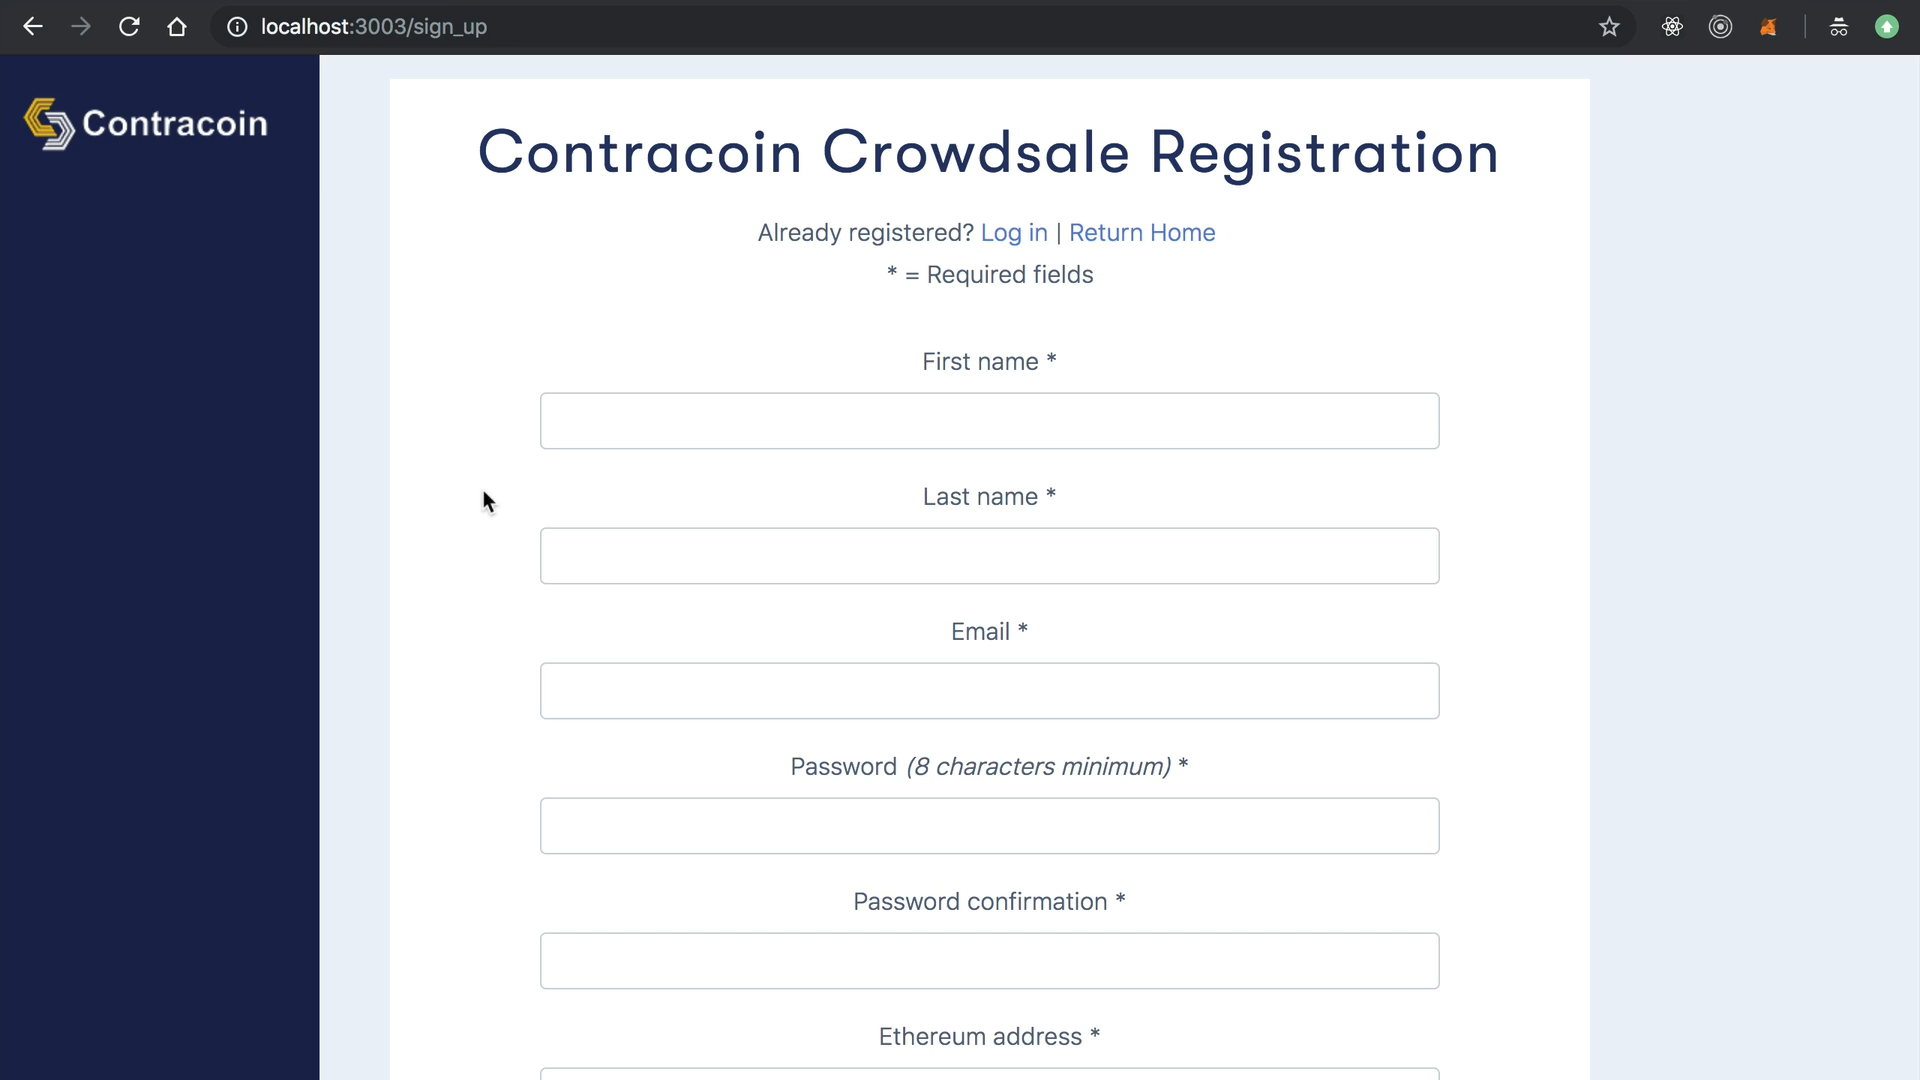 localhost:3003/sign_up
Contracoin
Contracoin Crowdsale Registration
Already registered? Log in | Return Home
* = Required fields
First name *
Last name *
Email *
Password (8 characters minimum) *
Password confirmation *
Ethereum address *